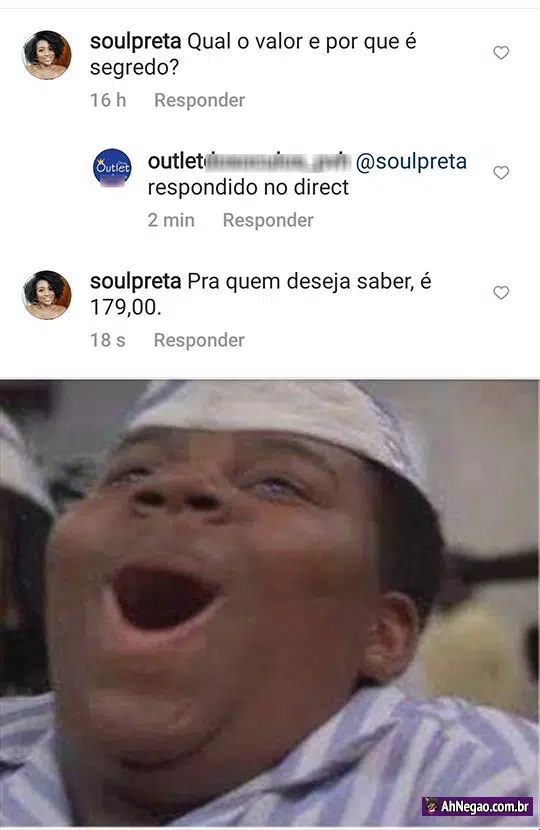 soulpreta Qual o valor e por que é
segredo?
16 h Responder
Outlet
outlet @soulpreta
respondido no direct
2 min Responder
soulpreta Pra quem deseja saber, é
179,00.
18 s Responder
AhNegao.com.br